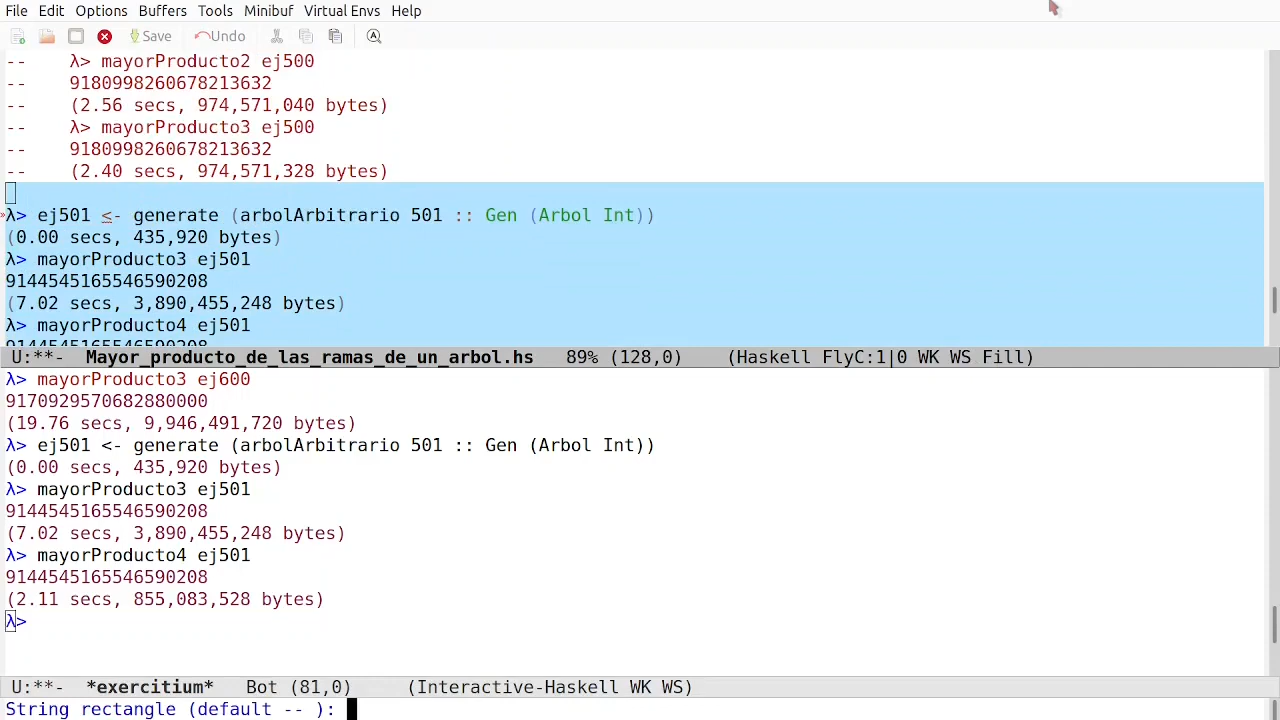 File Edit Options Buffers Tools Minibuf Virtual Envs Help
Save Undo
-- λ> mayorProducto2 ej500
-- 9180998260678213632
-- (2.56 secs, 974,571,040 bytes)
-- λ> mayorProducto3 ej500
-- 9180998260678213632
-- (2.40 secs, 974,571,328 bytes)
λ> ej501 <- generate (arbolArbitrario 501 :: Gen (Arbol Int))
(0.00 secs, 435,920 bytes)
λ> mayorProducto3 ej501
9144545165546590208
(7.02 secs, 3,890,455,248 bytes)
λ> mayorProducto4 ej501
9144545165546590208
U:**- Mayor_producto_de_las_ramas_de_un_arbol.hs 89% (128,0) (Haskell FlyC:1|0 WK WS Fill)
λ> mayorProducto3 ej600
9170929570682880000
(19.76 secs, 9,946,491,720 bytes)
λ> ej501 <- generate (arbolArbitrario 501 :: Gen (Arbol Int))
(0.00 secs, 435,920 bytes)
λ> mayorProducto3 ej501
9144545165546590208
(7.02 secs, 3,890,455,248 bytes)
λ> mayorProducto4 ej501
9144545165546590208
(2.11 secs, 855,083,528 bytes)
λ>
U:**- *exercitium* Bot (81,0) (Interactive-Haskell WK WS)
String rectangle (default -- ):